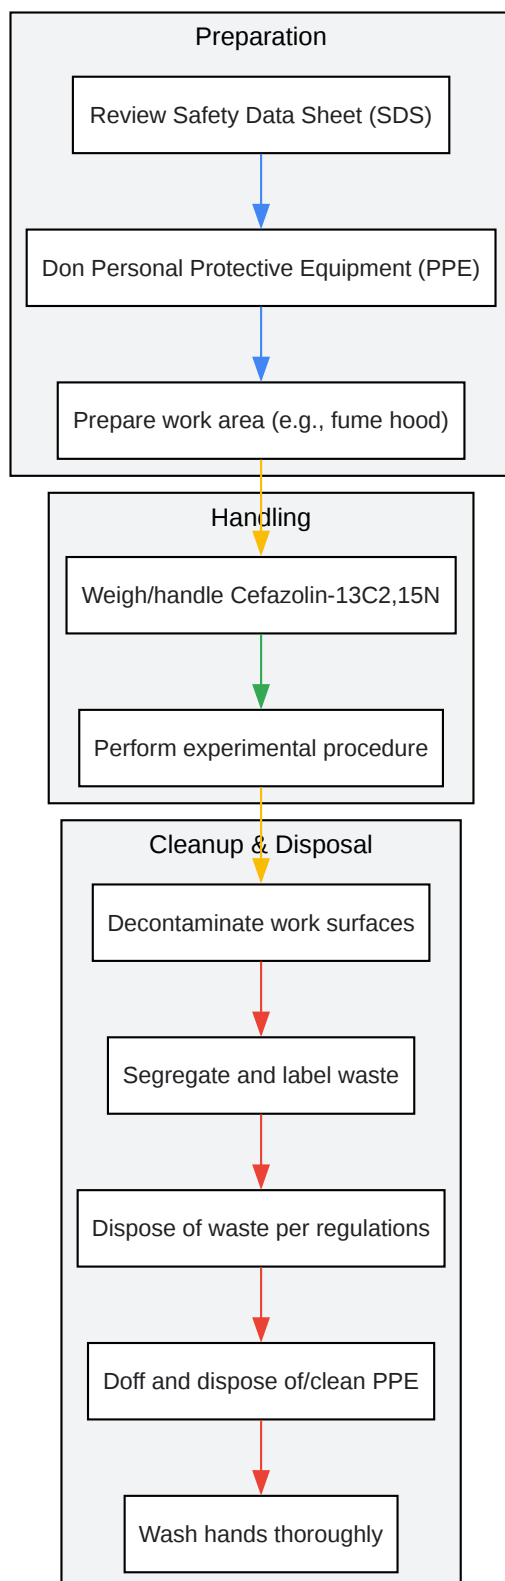 Preparation
Review Safety Data Sheet (SDS)
Don Personal Protective Equipment (PPE)
Prepare work area (e.g., fume hood)
Handling
Weigh/handle Cefazolin-13C2,15N
Perform experimental procedure
Cleanup & Disposal
Decontaminate work surfaces
Segregate and label waste
Dispose of waste per regulations
Doff and dispose of/clean PPE
Wash hands thoroughly